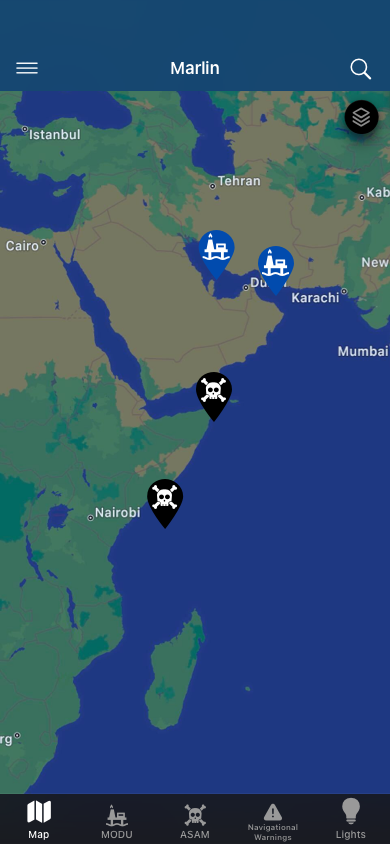 Marlin
Istanbul
Tehran
Kab
Cairo
New
Du
Karachi
Mumbai
Nairobi
rg
Map
MODU
ASAM
Navigational
Warnings
Lights